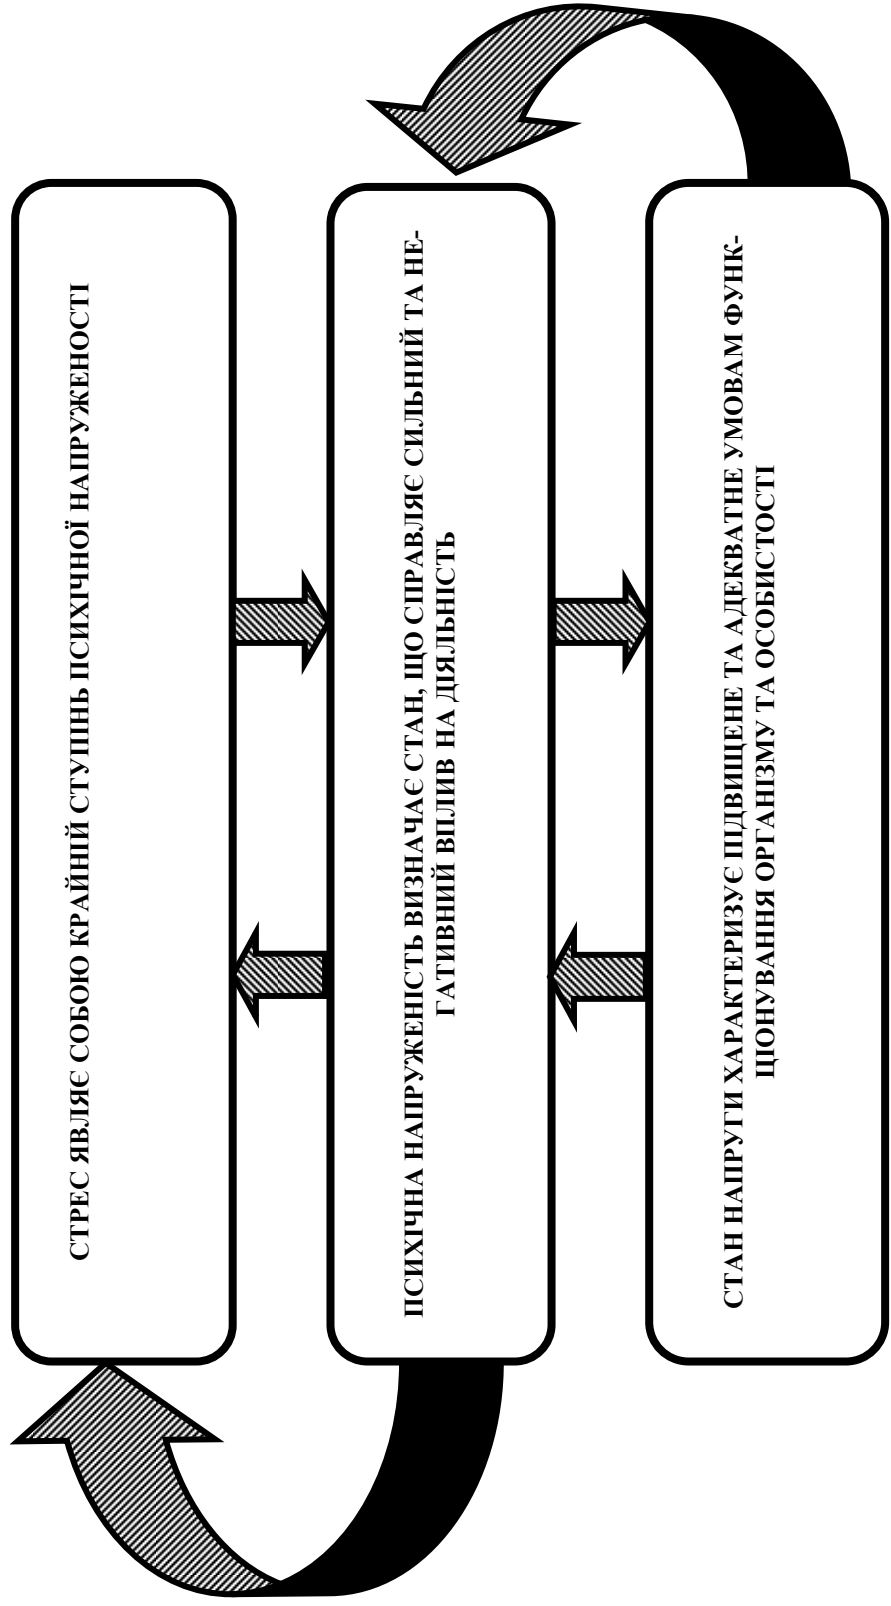 СТРЕС ЯВЛЯЄ СОБОЮ КРАЙНІЙ СТУПІНЬ ПСИХІЧНОЇ НАПРУЖЕНОСТІ
ПСИХІЧНА НАПРУЖЕНІСТЬ ВИЗНАЧАЄ СТАН, ЩО СПРАВЛЯЄ СИЛЬНИЙ ТА НЕ-
ГАТИВНИЙ ВПЛИВ НА ДІЯЛЬНІСТЬ
СТАН НАПРУГИ ХАРАКТЕРИЗУЄ ПІДВИЩЕНЕ ТА АДЕКВАТНЕ УМОВАМ ФУНК-
ЦІОНУВАННЯ ОРГАНІЗМУ ТА ОСОБИСТОСТІ